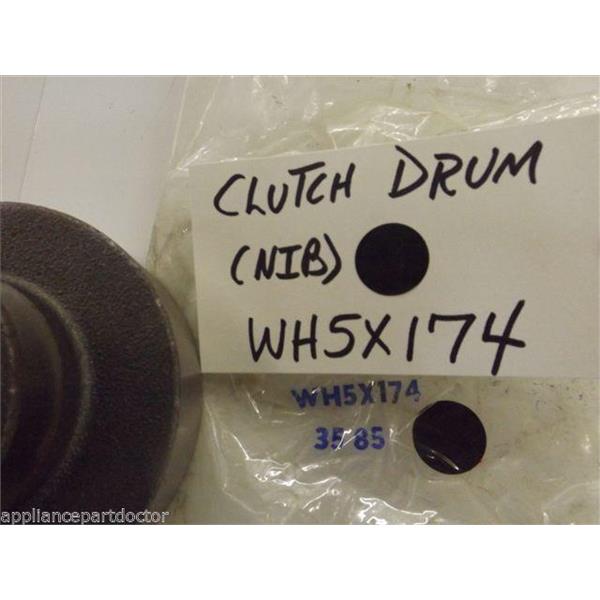 CLUTCH DRUM
(NIB)
WH5X174
WH5X174
35 85
appliancepartdoctor